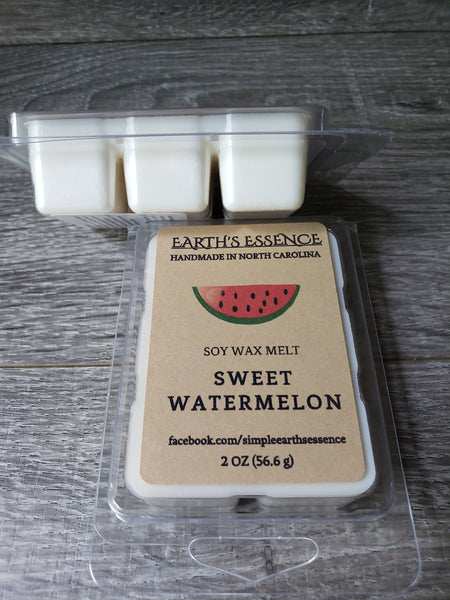 EARTH'S ESSENCE
HANDMADE IN NORTH CAROLINA
SOY WAX MELT
SWEET
WATERMELON
facebook.com/simpleearthsessence
2 OZ (56.6 g)